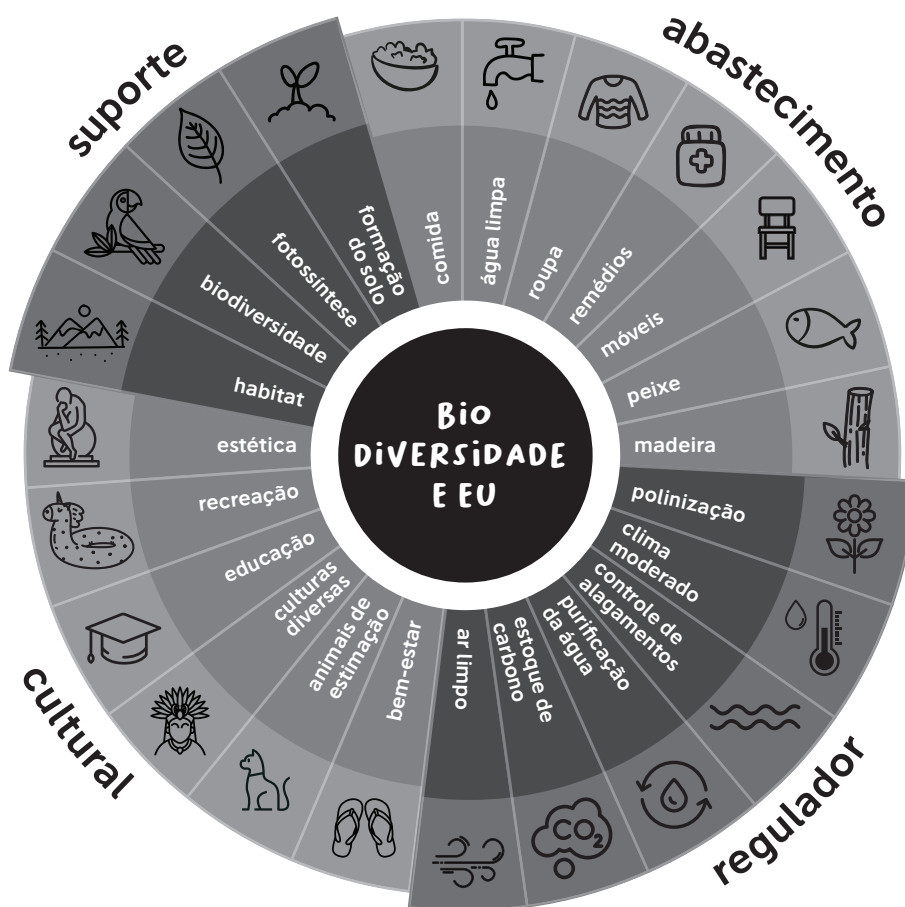 suporte
abastecimento
regulador
cultural
BiO
DiVERSiDADE
E EU
comida
água limpa
roupa
remédios
móveis
peixe
madeira
polinização
clima
moderado
controle de
alagamentos
purificação
da água
estoque de
carbono
ar limpo
bem-estar
animais de
estimação
culturas
diversas
educação
recreação
estética
habitat
biodiversidade
fotossíntese
formação
do solo
CO2